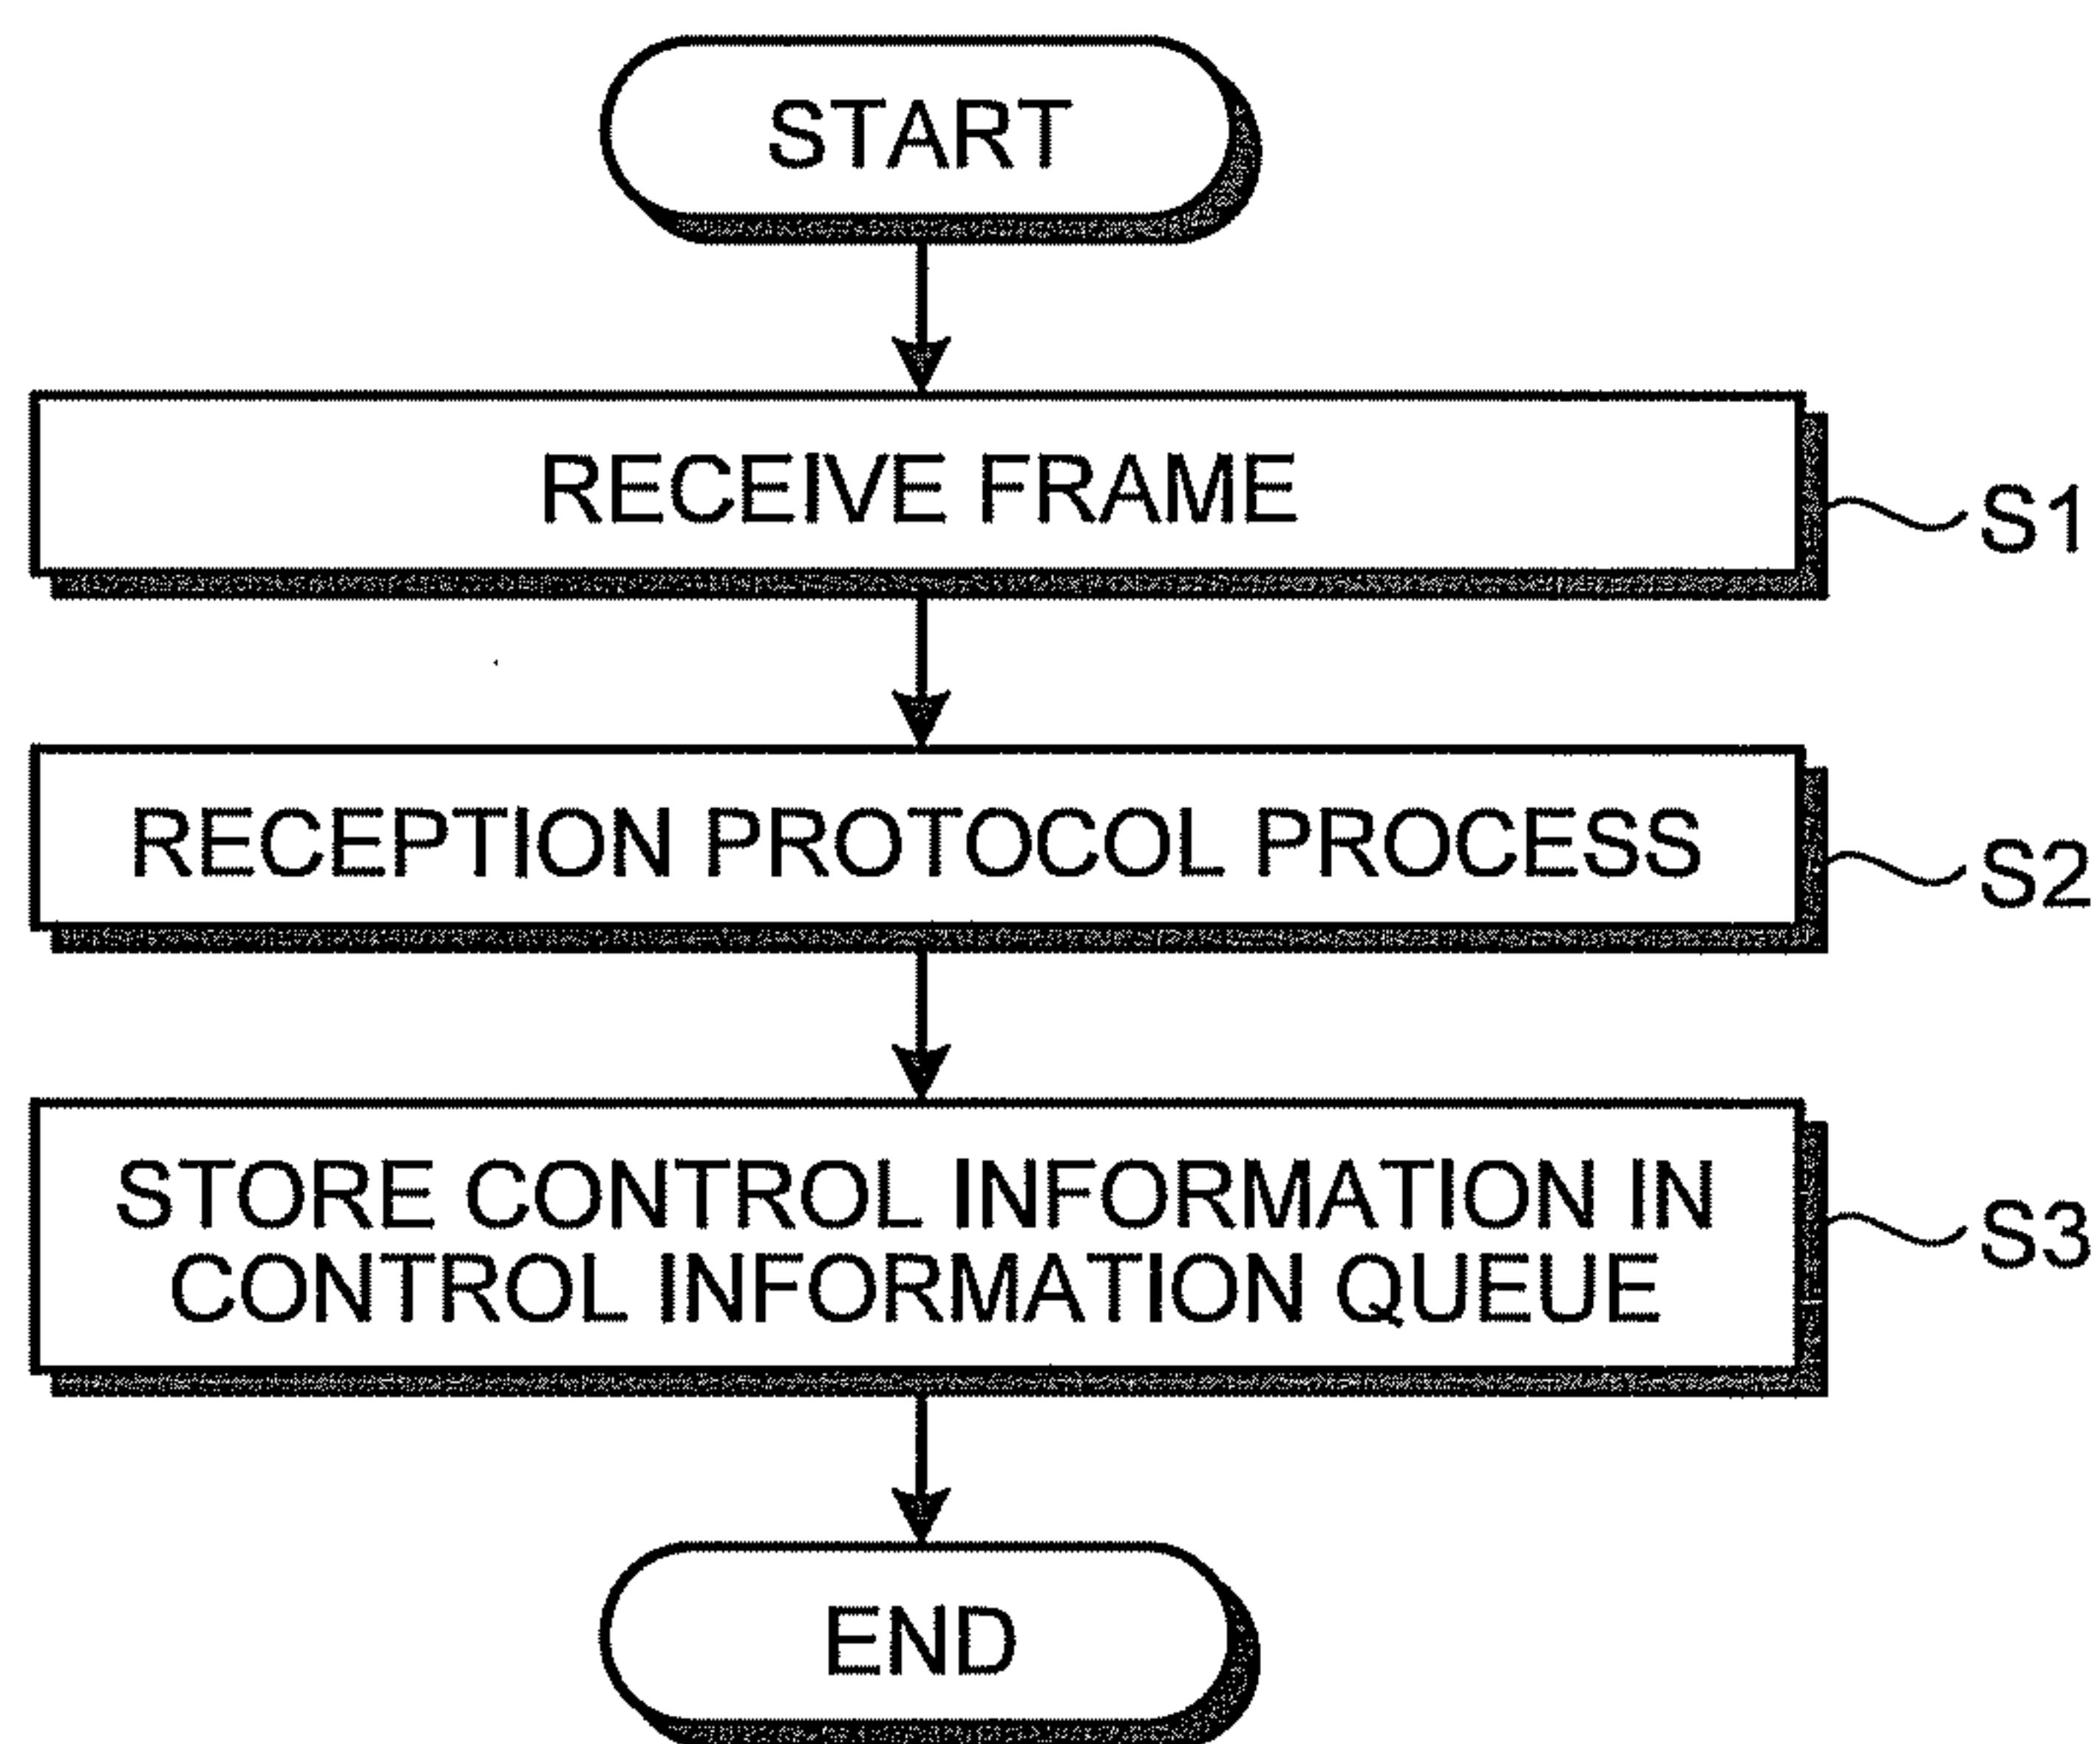 START
RECEIVE FRAME
S1
RECEPTION PROTOCOL PROCESS
S2
STORE CONTROL INFORMATION IN
CONTROL INFORMATION QUEUE
S3
END